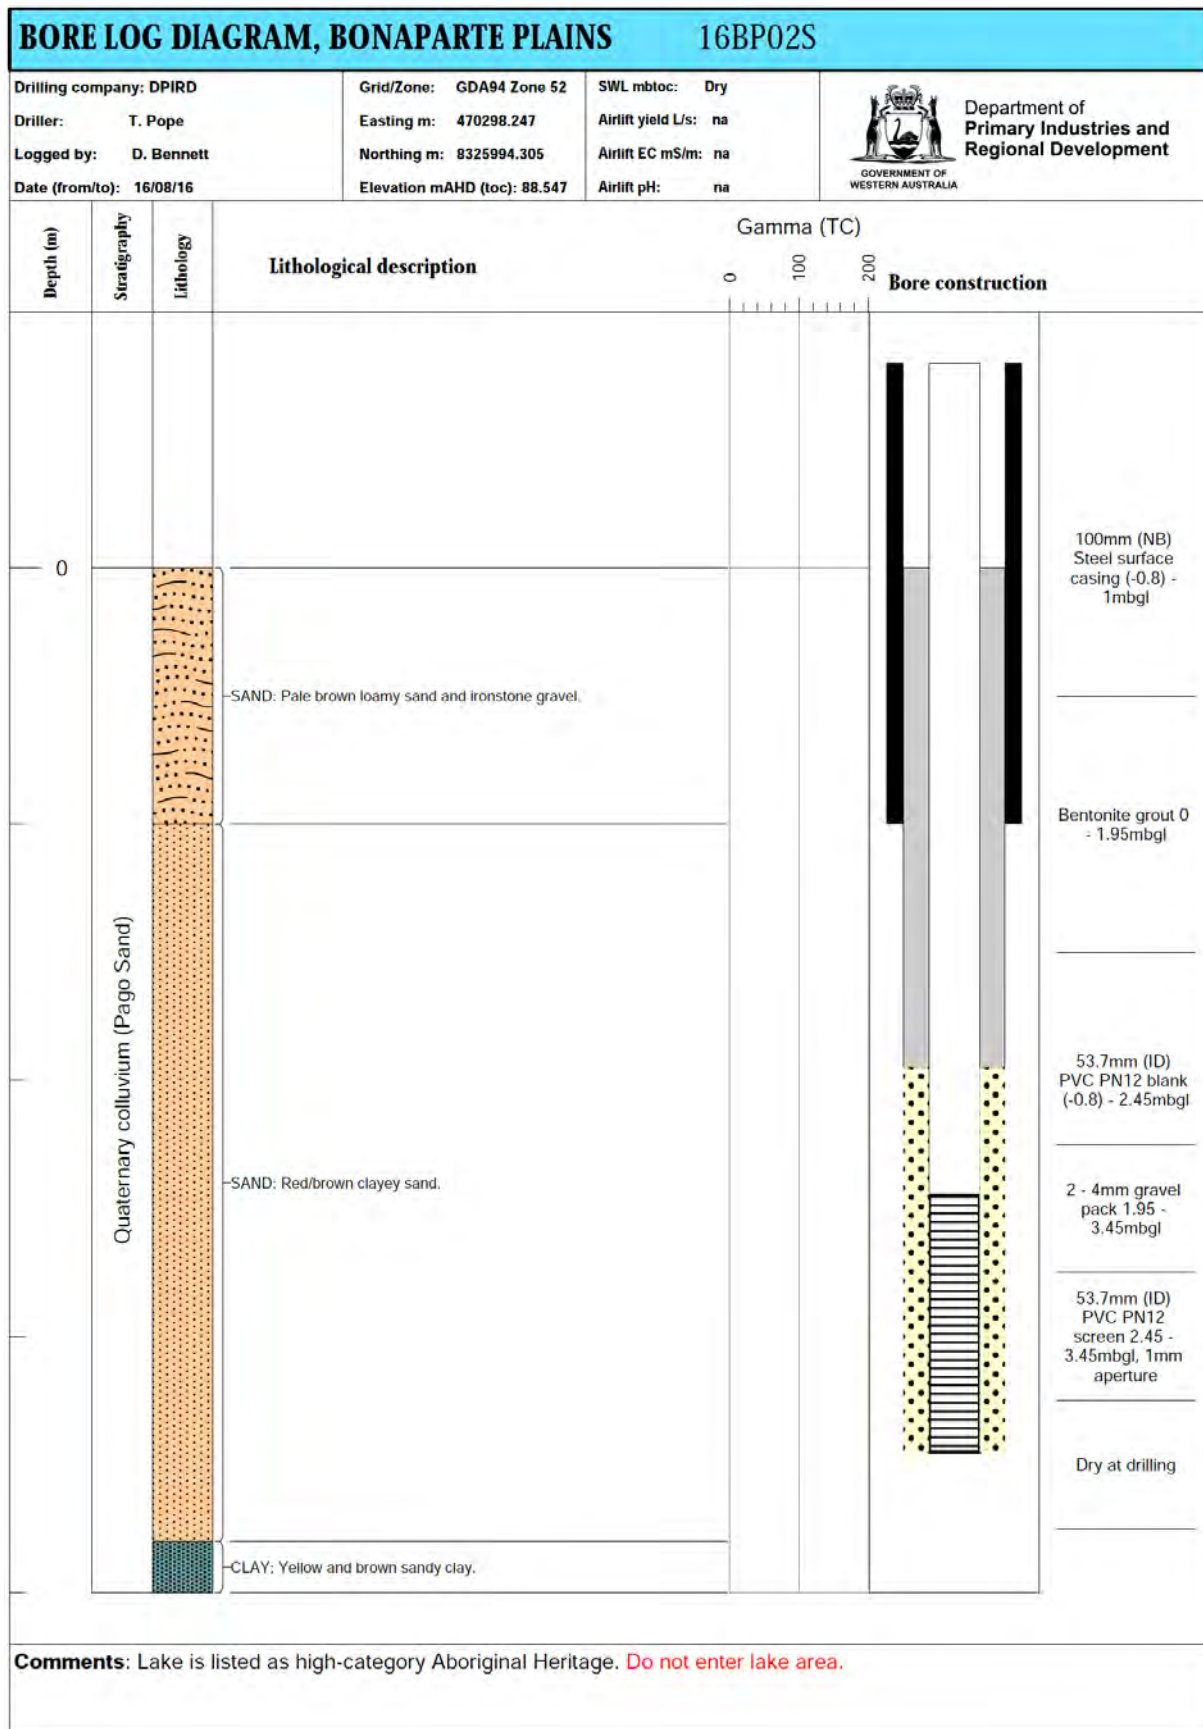 BORE LOG DIAGRAM, BONAPARTE PLAINS 16BP02S
Drilling company: DPIRD
Driller: T. Pope
Logged by: D. Bennett
Date (from/to): 16/08/16
Grid/Zone: GDA94 Zone 52
Easting m: 470298.247
Northing m: 8325994.305
Elevation mAHD (toc): 88.547
SWL mbtoc: Dry
Airlift yield L/s: na
Airlift EC mS/m: na
Airlift pH: na
GOVERNMENT OF
WESTERN AUSTRALIA
Department of
Primary Industries and
Regional Development
Depth (m)
Stratigraphy
Lithology
Lithological description
Gamma (TC)
0 100 200
Bore construction
0
Quaternary colluvium (Pago Sand)
SAND: Pale brown loamy sand and ironstone gravel.
SAND: Red/brown clayey sand.
CLAY: Yellow and brown sandy clay.
100mm (NB)
Steel surface
casing (-0.8) -
1mbgl
Bentonite grout 0
- 1.95mbgl
53.7mm (ID)
PVC PN12 blank
(-0.8) - 2.45mbgl
2 - 4mm gravel
pack 1.95 -
3.45mbgl
53.7mm (ID)
PVC PN12
screen 2.45 -
3.45mbgl, 1mm
aperture
Dry at drilling
Comments: Lake is listed as high-category Aboriginal Heritage. Do not enter lake area.